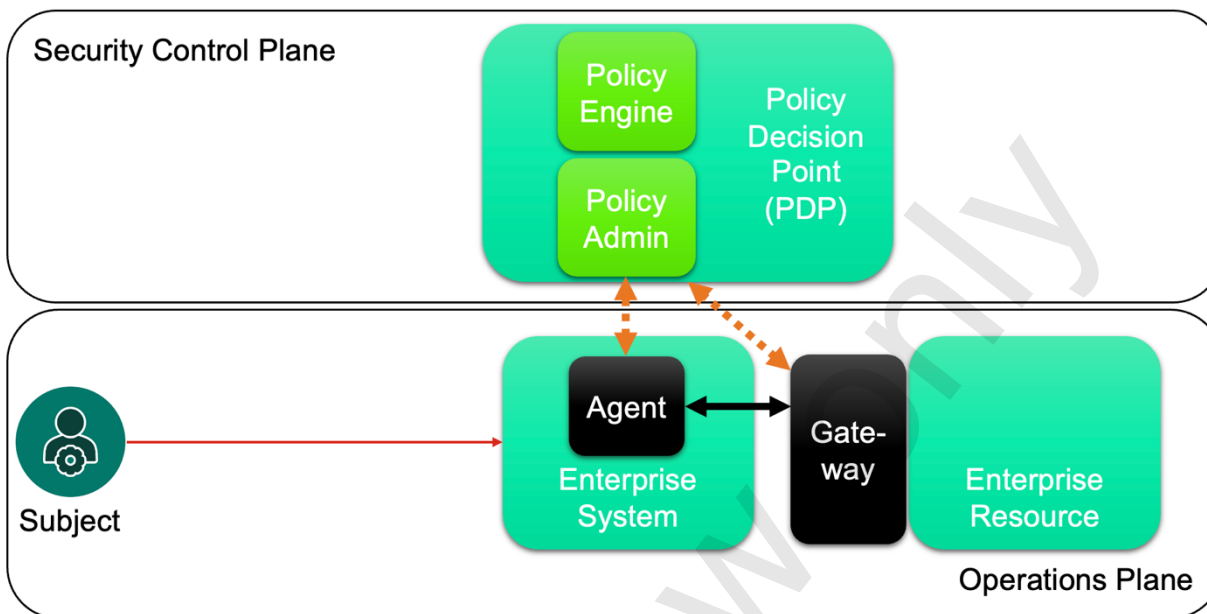 Security Control Plane
Policy
Engine
Policy
Decision
Point
(PDP)
Policy
Admin
Agent
Enterprise
System
Gate-
way
Enterprise
Resource
Subject
Operations Plane
w only